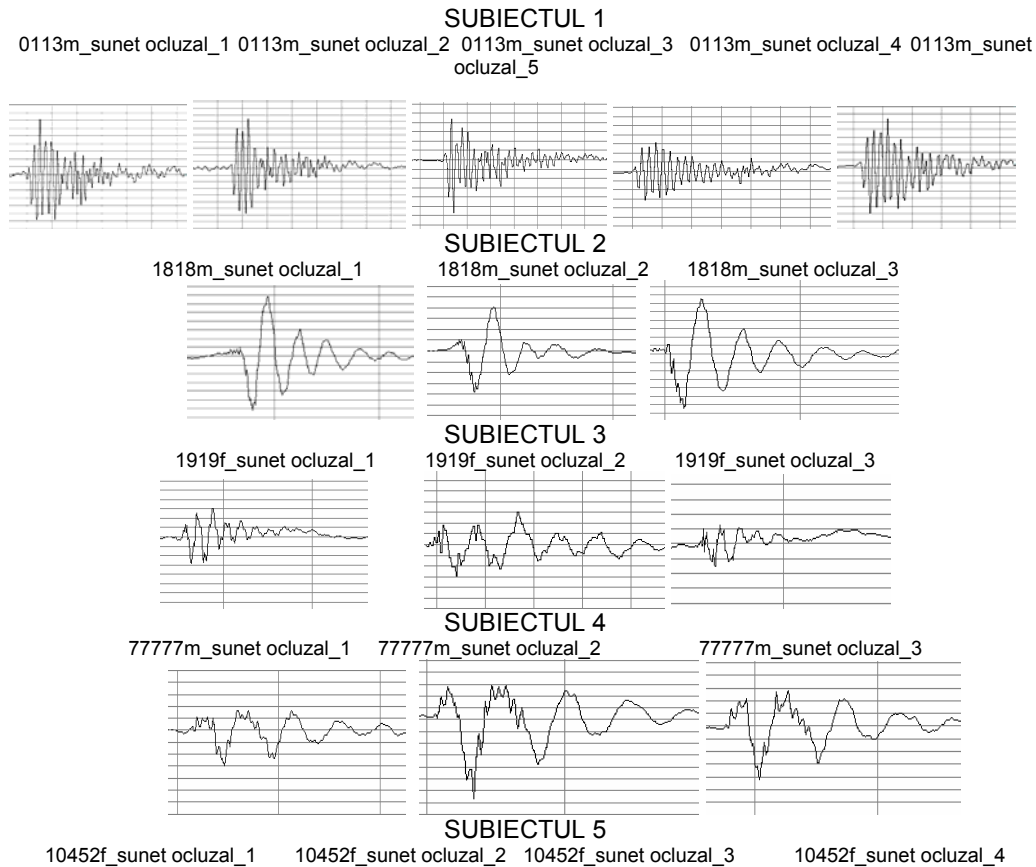 SUBIECTUL 1
0113m_sunet ocluzal_1 0113m_sunet ocluzal_2 0113m_sunet ocluzal_3 0113m_sunet ocluzal_4 0113m_sunet
ocluzal_5
SUBIECTUL 2
1818m_sunet ocluzal_1 1818m_sunet ocluzal_2 1818m_sunet ocluzal_3
SUBIECTUL 3
1919f_sunet ocluzal_1 1919f_sunet ocluzal_2 1919f_sunet ocluzal_3
SUBIECTUL 4
77777m_sunet ocluzal_1 77777m_sunet ocluzal_2 77777m_sunet ocluzal_3
SUBIECTUL 5
10452f_sunet ocluzal_1 10452f_sunet ocluzal_2 10452f_sunet ocluzal_3 10452f_sunet ocluzal_4